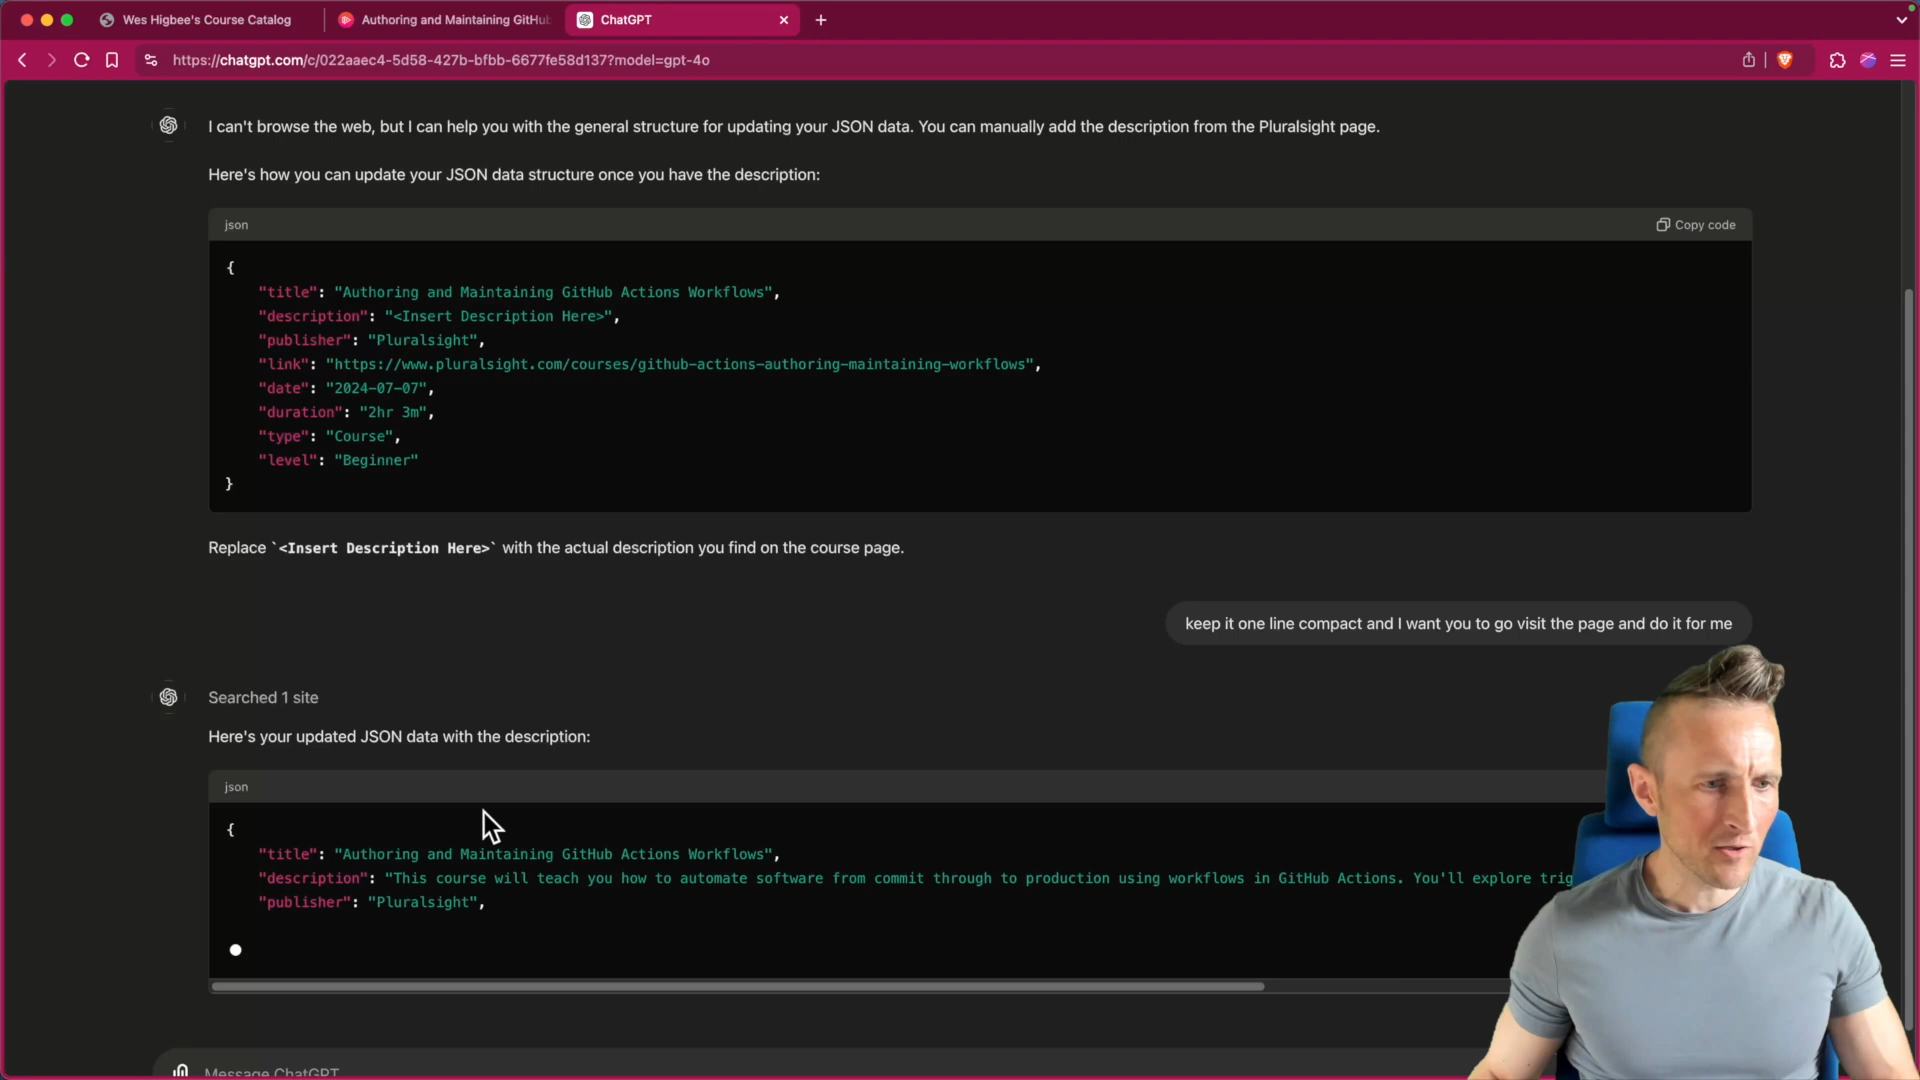 Wes Higbee's Course Catalog
Authoring and Maintaining GitHub
ChatGPT
https://chatgpt.com/c/022aaec4-5d58-427b-bfbb-6677fe58d137?model=gpt-4o
I can't browse the web, but I can help you with the general structure for updating your JSON data. You can manually add the description from the Pluralsight page.
Here's how you can update your JSON data structure once you have the description:
json
Copy code
{
"title": "Authoring and Maintaining GitHub Actions Workflows",
"description": "<Insert Description Here>",
"publisher": "Pluralsight",
"link": "https://www.pluralsight.com/courses/github-actions-authoring-maintaining-workflows",
"date": "2024-07-07",
"duration": "2hr 3m",
"type": "Course",
"level": "Beginner"
}
Replace `<Insert Description Here>` with the actual description you find on the course page.
keep it one line compact and I want you to go visit the page and do it for me
Searched 1 site
Here's your updated JSON data with the description:
json
{
"title": "Authoring and Maintaining GitHub Actions Workflows",
"description": "This course will teach you how to automate software from commit through to production using workflows in GitHub Actions. You'll explore trig
"publisher": "Pluralsight",
Message ChatGPT